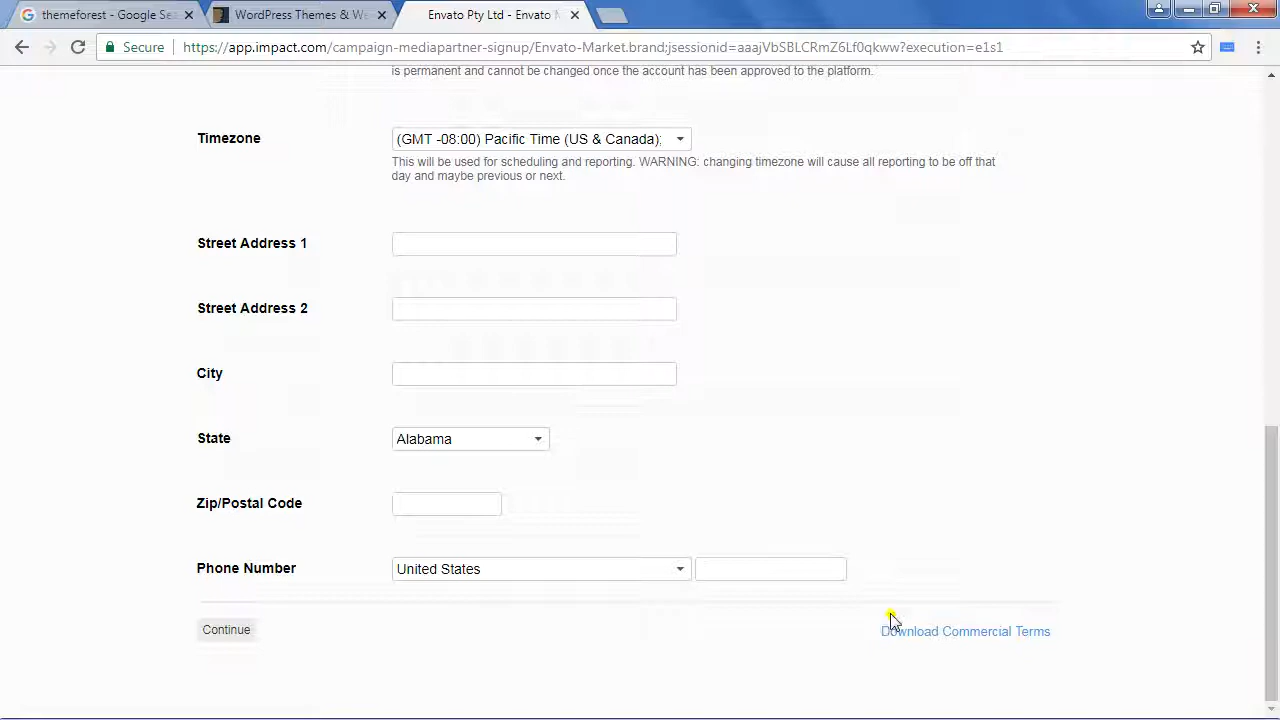 themeforest - Google Sea
WordPress Themes & We
Envato Pty Ltd - Envato
Secure
https://app.impact.com/campaign-mediapartner-signup/Envato-Market.brand;jsessionid=aaajVbSBLCRmZ6Lf0qkww?execution=e1s1
is permanent and cannot be changed once the account has been approved to the platform.
Timezone
(GMT -08:00) Pacific Time (US & Canada);
This will be used for scheduling and reporting. WARNING: changing timezone will cause all reporting to be off that
day and maybe previous or next.
Street Address 1
Street Address 2
City
State
Alabama
Zip/Postal Code
Phone Number
United States
Continue
Download Commercial Terms